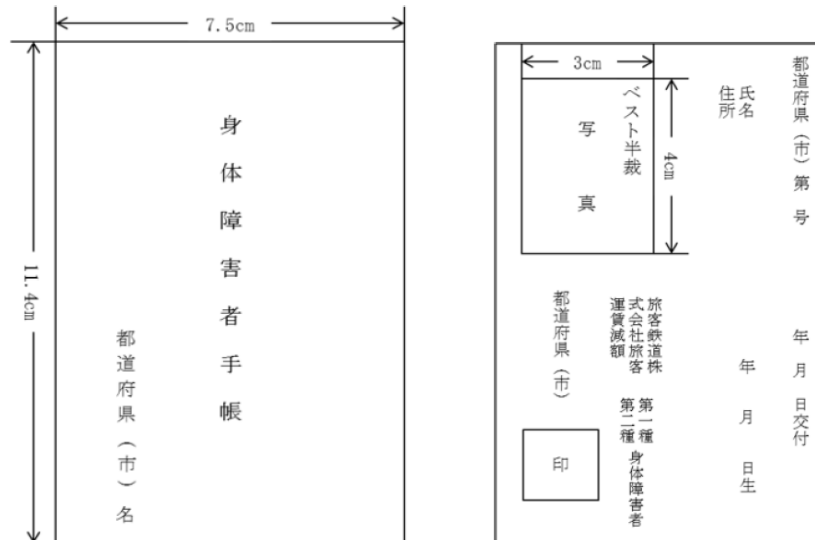 7.5cm
11.4cm
身体障害者手帳
都道府県（市）名
都道府県（市）第　号
年　月　日交付
氏名
年　月　日生
住所
3cm
4cm
ベスト半裁
写真
旅客鉄道株
式会社旅客
運賃減額
第一種
第二種
身体障害者
都道府県（市）
印